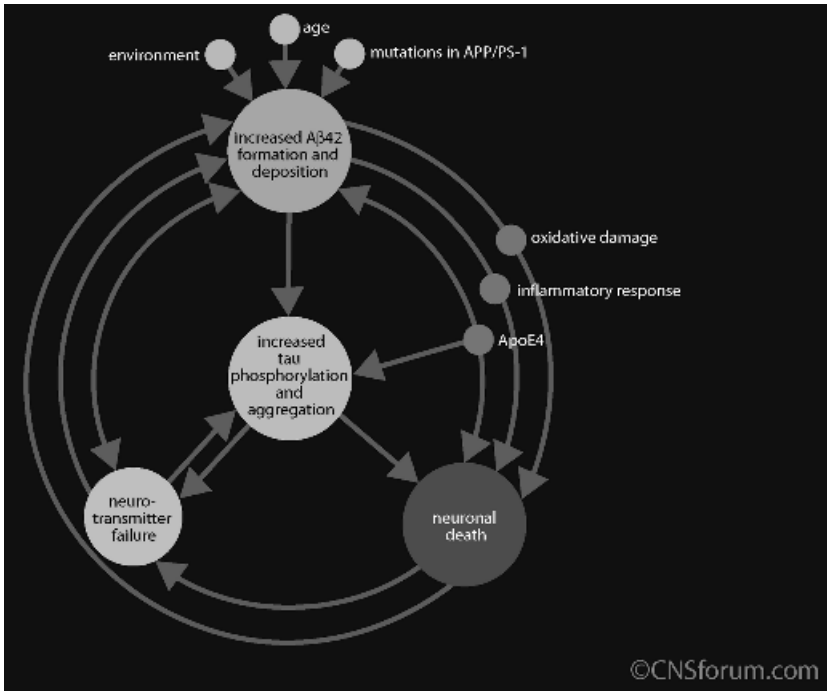 age
environment
mutations in APP/PS-1
increased Aβ42
formation and
deposition
oxidative damage
inflammatory response
ApoE4
increased
tau
phosphorylation
and
aggregation
neuro-
transmitter
failure
neuronal
death
©CNSforum.com